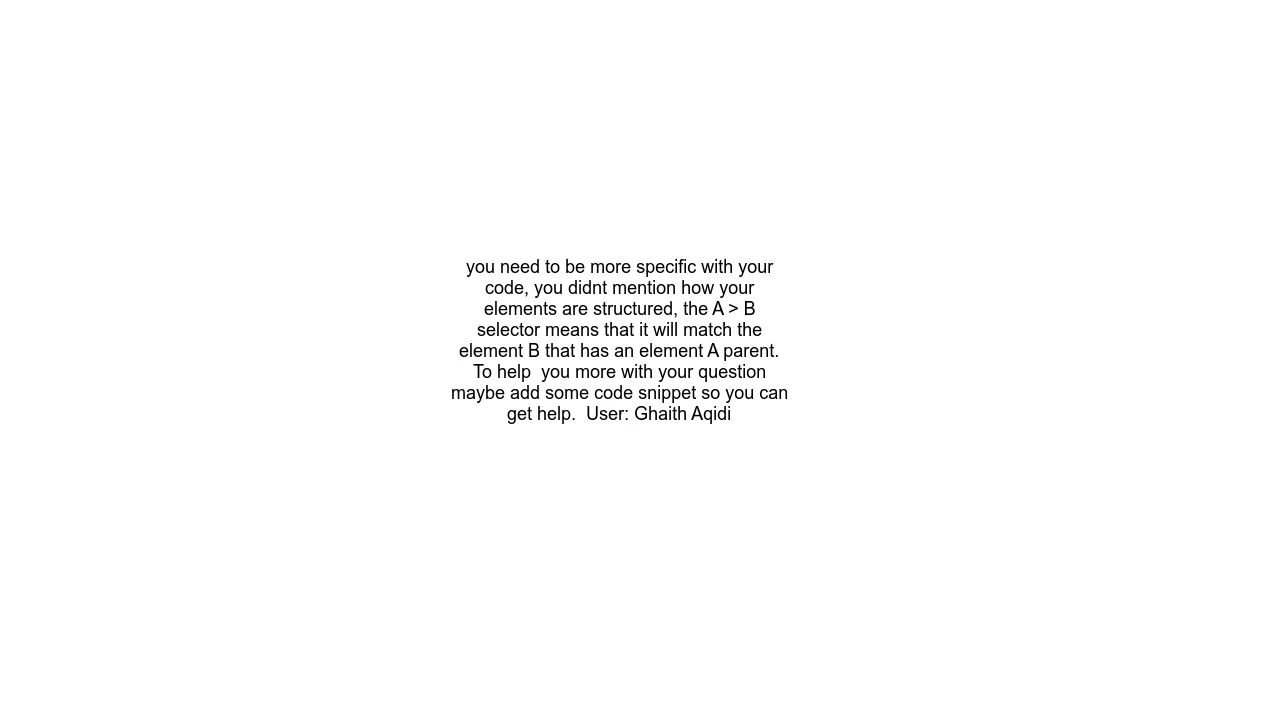 you need to be more specific with your
code, you didnt mention how your
elements are structured, the A > B
selector means that it will match the
element B that has an element A parent.
To help  you more with your question
maybe add some code snippet so you can
get help.  User: Ghaith Aqidi